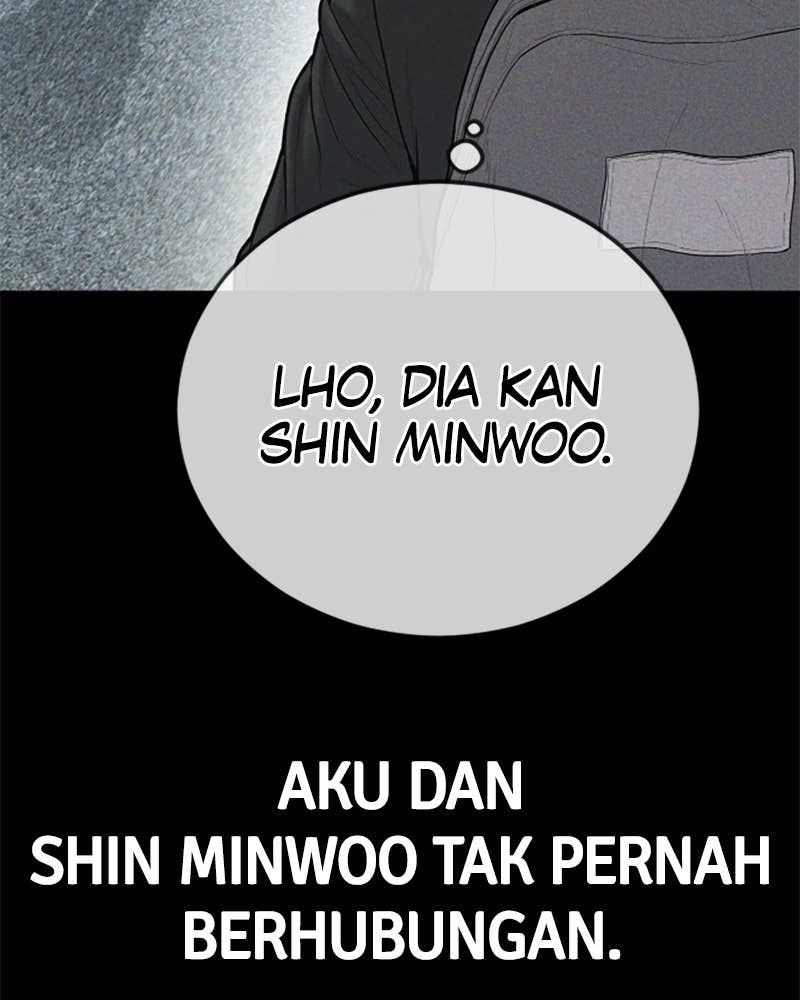 LHO, DIA KAN
SHIN MINWOO.
AKU DAN
SHIN MINWOO TAK PERNAH
BERHUBUNGAN.